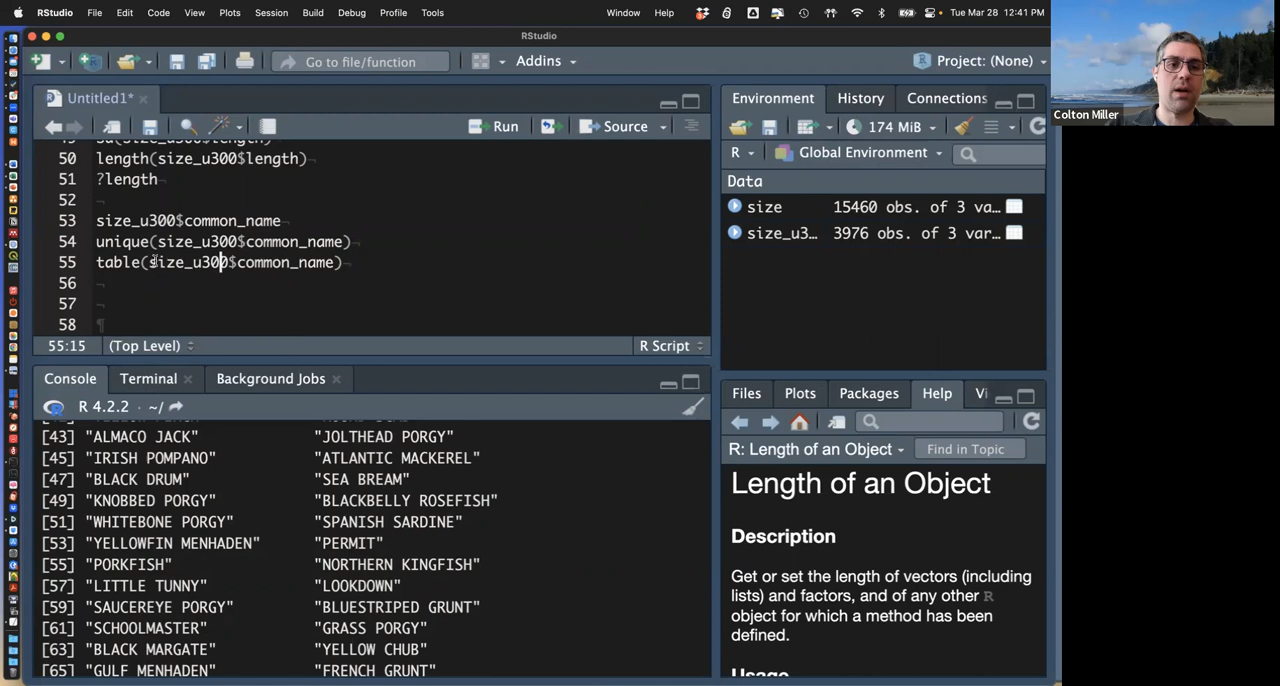 RStudio File Edit Code View Plots Session Build Debug Profile Tools Window Help Tue Mar 28 12:41 PM
RStudio
Go to file/function Addins Project: (None)
Untitled1*
Run Source
50 length(size_u300$length)
51 ?length
52
53 size_u300$common_name
54 unique(size_u300$common_name)
55 table(size_u300$common_name)
56
57
58
55:15 (Top Level) R Script
Console Terminal Background Jobs
R 4.2.2 · ~/
[43] "ALMACO JACK" "JOLTHEAD PORGY"
[45] "IRISH POMPANO" "ATLANTIC MACKEREL"
[47] "BLACK DRUM" "SEA BREAM"
[49] "KNOBBED PORGY" "BLACKBELLY ROSEFISH"
[51] "WHITEBONE PORGY" "SPANISH SARDINE"
[53] "YELLOWFIN MENHADEN" "PERMIT"
[55] "PORKFISH" "NORTHERN KINGFISH"
[57] "LITTLE TUNNY" "LOOKDOWN"
[59] "SAUCEREYE PORGY" "BLUESTRIPED GRUNT"
[61] "SCHOOLMASTER" "GRASS PORGY"
[63] "BLACK MARGATE" "YELLOW CHUB"
[65] "GULF MENHADEN" "FRENCH GRUNT"
Environment History Connections
174 MiB
R Global Environment
Data
size 15460 obs. of 3 va...
size_u3... 3976 obs. of 3 var...
Files Plots Packages Help Vi
R: Length of an Object Find in Topic
Length of an Object
Description
Get or set the length of vectors (including
lists) and factors, and of any other R
object for which a method has been
defined.
Usage
Colton Miller